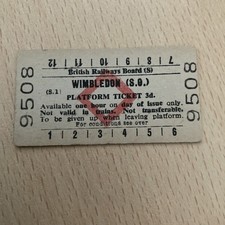 7 8 9 10 11 12
British Railways Board (S)
WIMBLEDON (S.O.)
(S.1)
PLATFORM TICKET 3d.
Available one hour on day of issue only
Not valid in trains. Not transferable.
To be given up when leaving platform.
For conditions see over
1 2 3 4 5 6
9508
9508